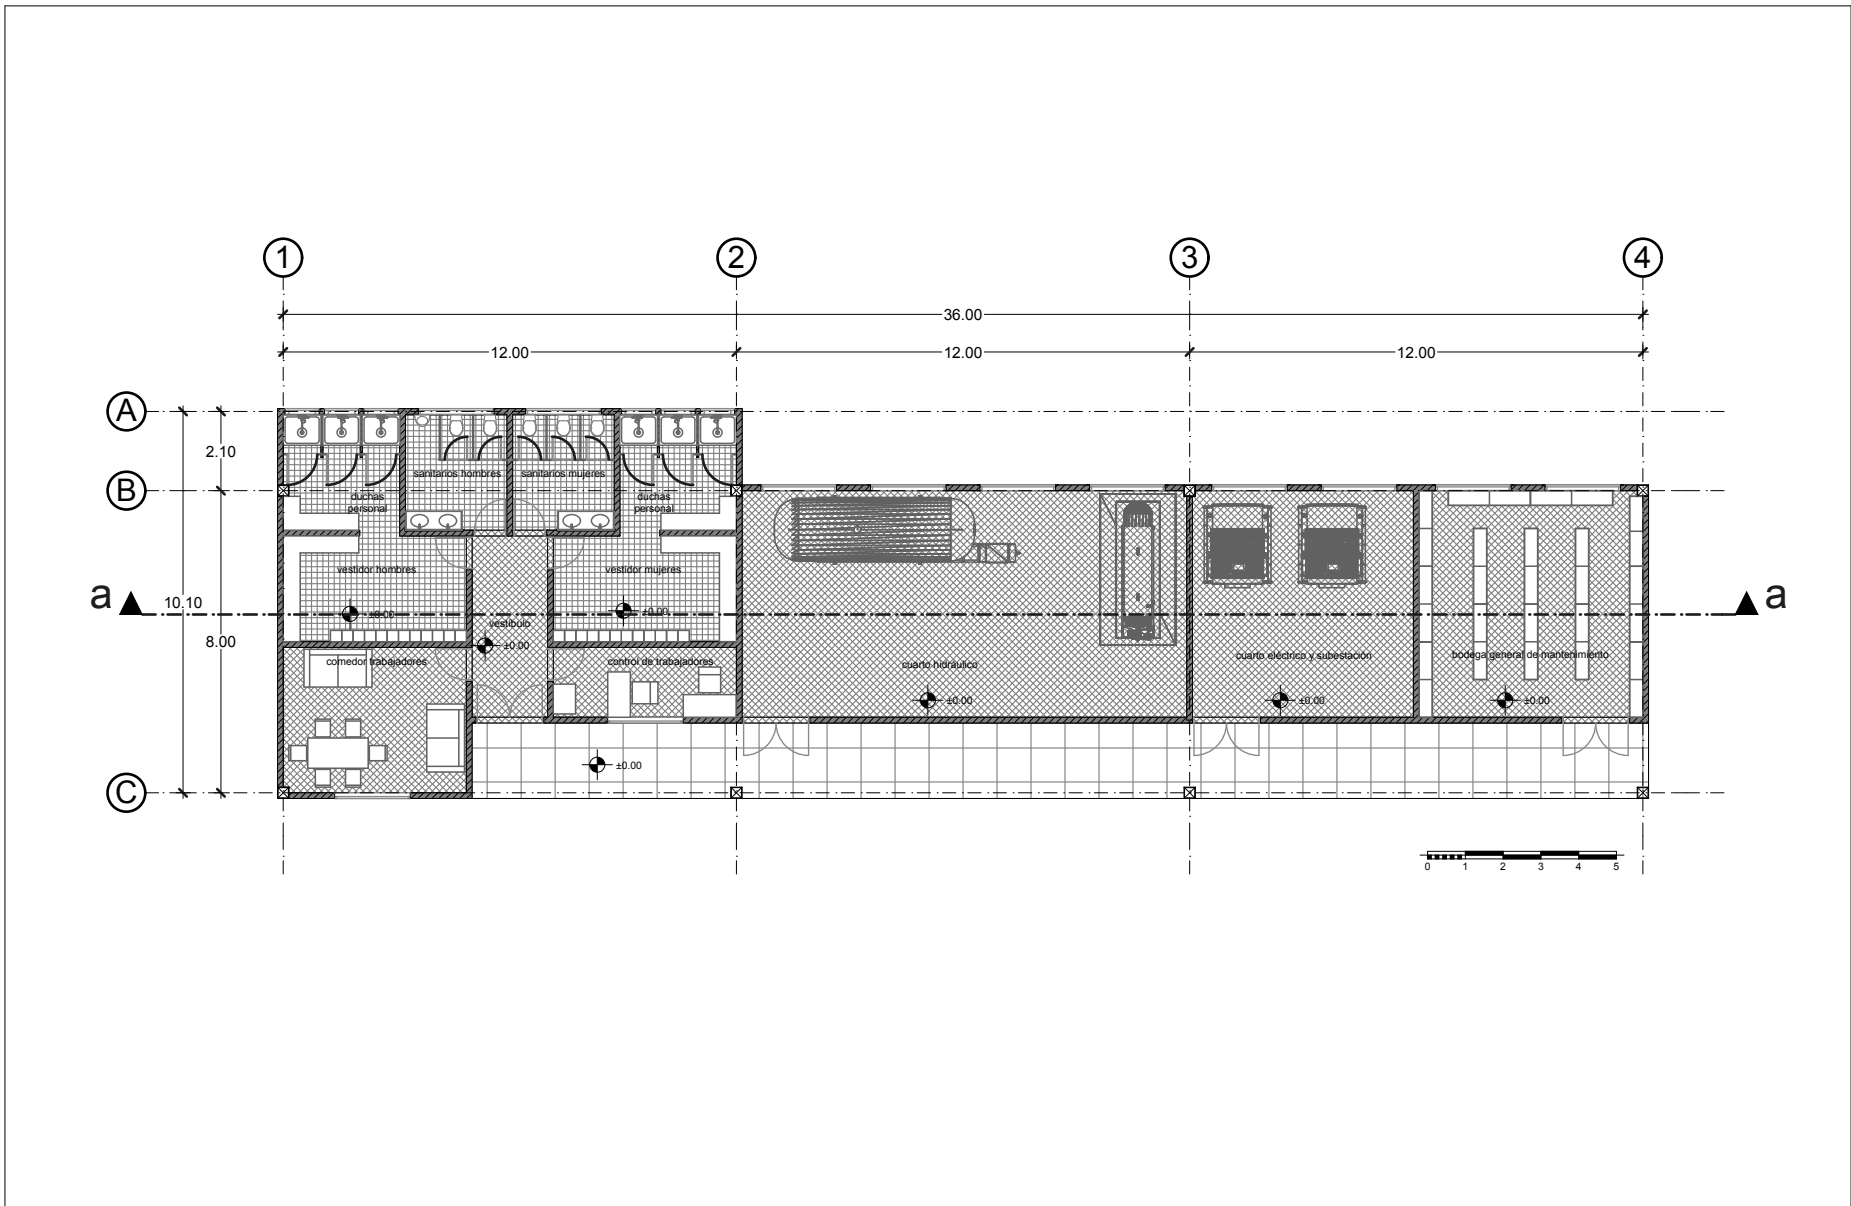 1 2 3 4
36.00
12.00 12.00 12.00
A
2.10
sanitarios hombres sanitarios mujeres
B
duchas
personal
duchas
personal
vestidor hombres vestidor mujeres
a a
10.10
±0.00 ±0.00
vestíbulo
8.00
±0.00
comedor trabajadores control de trabajadores cuarto hidráulico cuarto eléctrico y subestación bodega general de mantenimiento
±0.00 ±0.00 ±0.00
±0.00
C
0 1 2 3 4 5